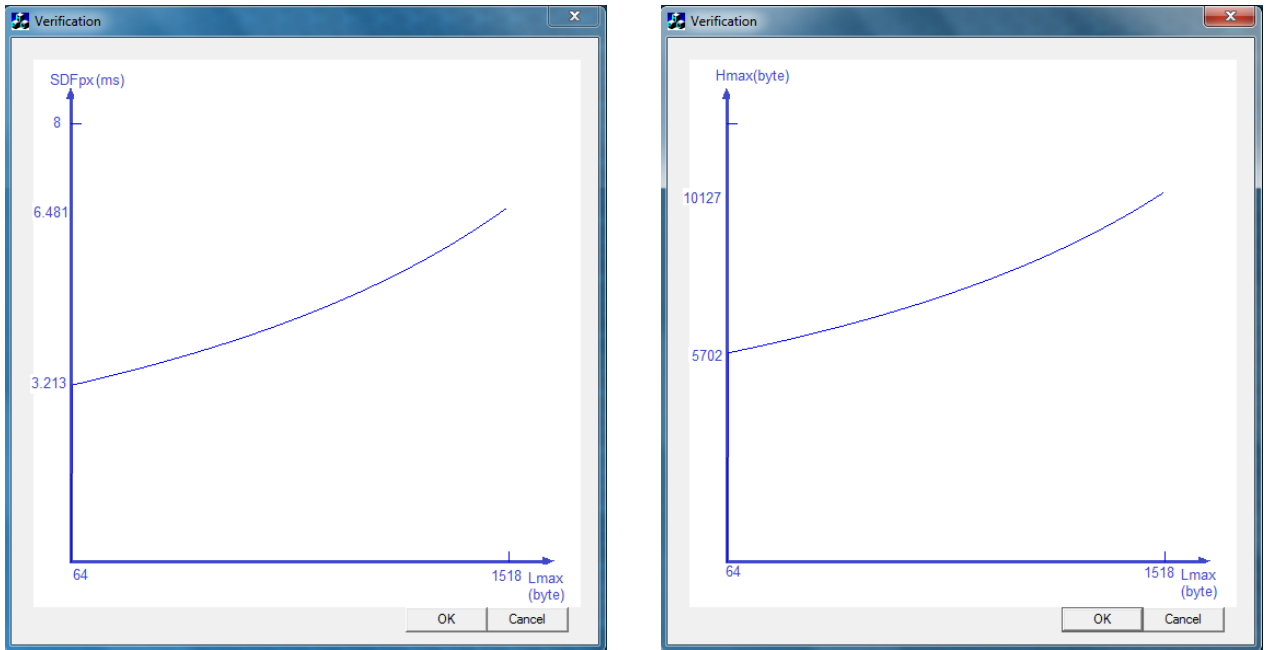 Verification
SDFpx (ms)
8
6.481
3.213
64
1518
Lmax
(byte)
OK
Cancel
Verification
Hmax(byte)
10127
5702
64
1518
Lmax
(byte)
OK
Cancel